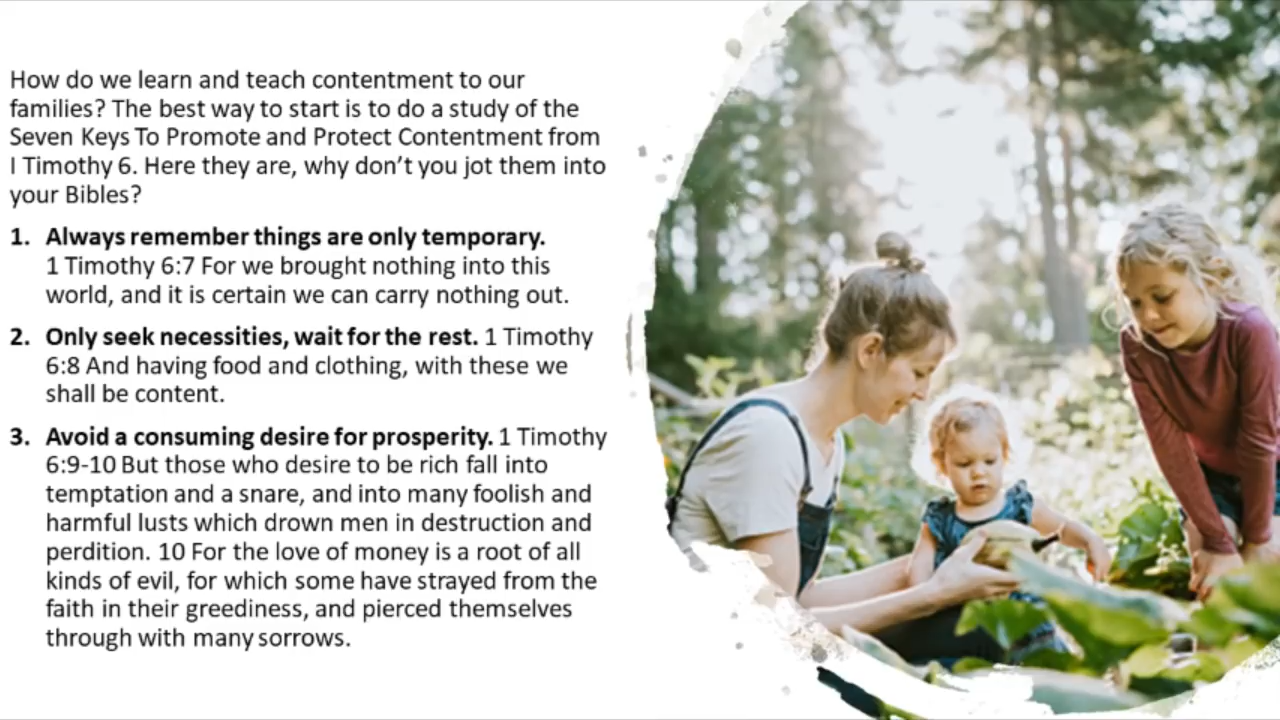 How do we learn and teach contentment to our
families? The best way to start is to do a study of the
Seven Keys To Promote and Protect Contentment from
I Timothy 6. Here they are, why don’t you jot them into
your Bibles?
1. Always remember things are only temporary.
1 Timothy 6:7 For we brought nothing into this
world, and it is certain we can carry nothing out.
2. Only seek necessities, wait for the rest. 1 Timothy
6:8 And having food and clothing, with these we
shall be content.
3. Avoid a consuming desire for prosperity. 1 Timothy
6:9-10 But those who desire to be rich fall into
temptation and a snare, and into many foolish and
harmful lusts which drown men in destruction and
perdition. 10 For the love of money is a root of all
kinds of evil, for which some have strayed from the
faith in their greediness, and pierced themselves
through with many sorrows.